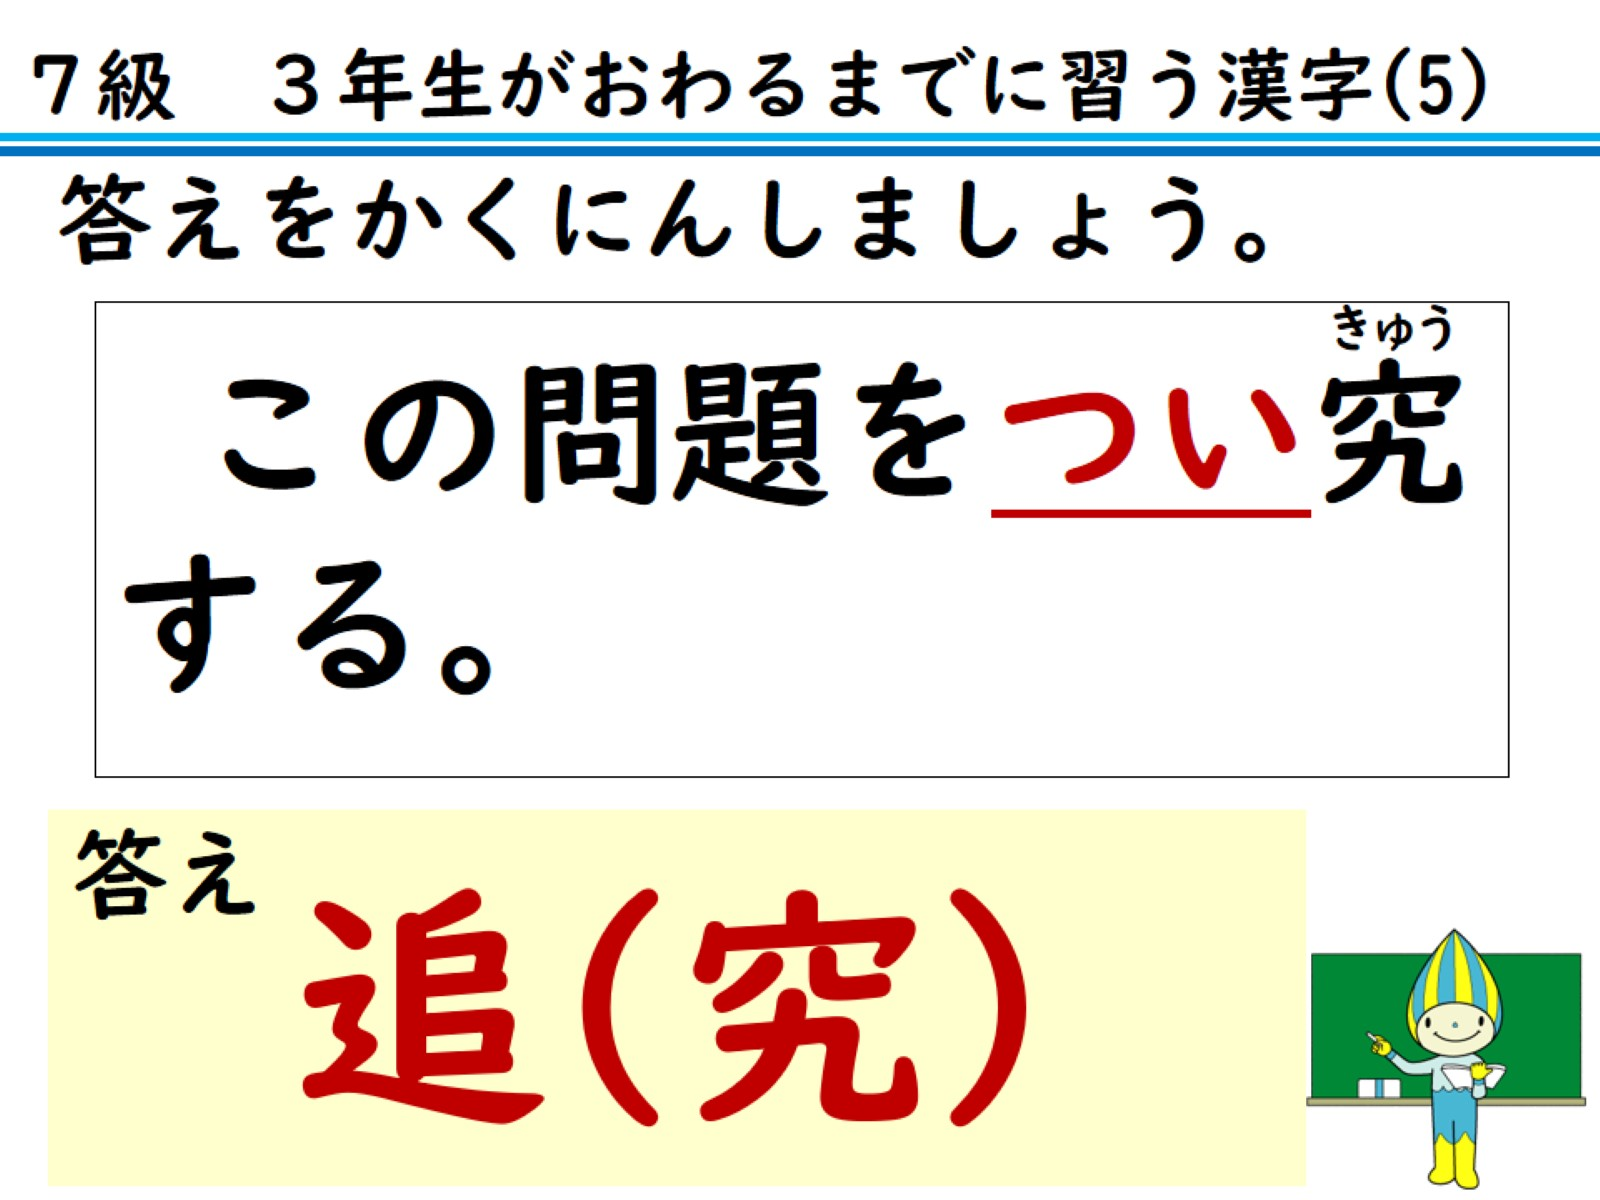 ７級　３年生がおわるまでに習う漢字(5)
答えをかくにんしましょう。
きゅう
この問題をつい究
する。
答え
追(究)